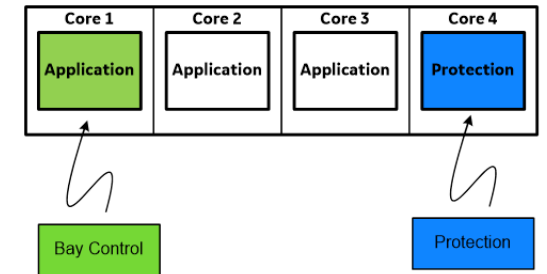 Core 1 Core 2 Core 3 Core 4
Application Application Application Protection
Bay Control Protection